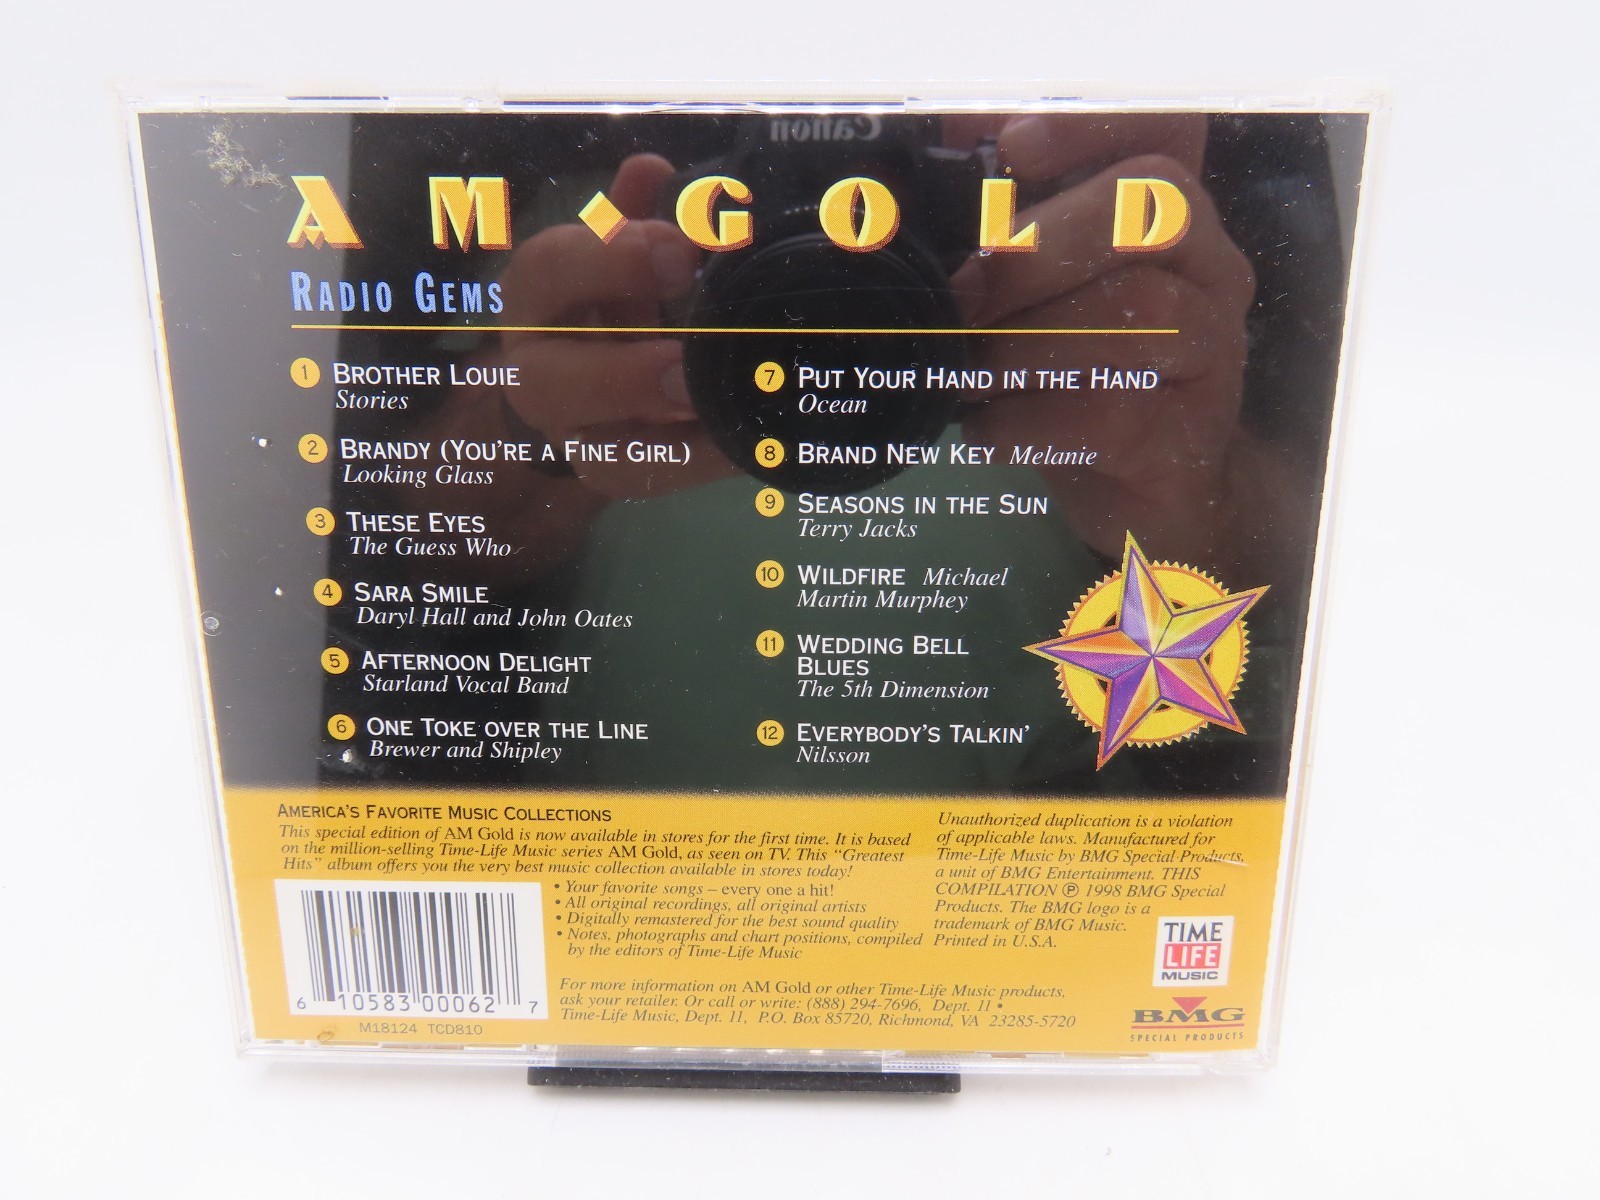 Canon
AM◆GOLD
RADIO GEMS
1 BROTHER LOUIE
Stories
2 BRANDY (YOU'RE A FINE GIRL)
Looking Glass
3 THESE EYES
The Guess Who
4 SARA SMILE
Daryl Hall and John Oates
5 AFTERNOON DELIGHT
Starland Vocal Band
6 ONE TOKE OVER THE LINE
Brewer and Shipley
7 PUT YOUR HAND IN THE HAND
Ocean
8 BRAND NEW KEY Melanie
9 SEASONS IN THE SUN
Terry Jacks
10 WILDFIRE Michael
Martin Murphey
11 WEDDING BELL
BLUES
The 5th Dimension
12 EVERYBODY'S TALKIN'
Nilsson
AMERICA'S FAVORITE MUSIC COLLECTIONS
This special edition of AM Gold is now available in stores for the first time. It is based
on the million-selling Time-Life Music series AM Gold, as seen on TV. This "Greatest
Hits" album offers you the very best music collection available in stores today!
• Your favorite songs – every one a hit!
• All original recordings, all original artists
• Digitally remastered for the best sound quality
• Notes, photographs and chart positions, compiled
by the editors of Time-Life Music
For more information on AM Gold or other Time-Life Music products,
ask your retailer. Or call or write: (888) 294-7696, Dept. 11 •
Time-Life Music, Dept. 11, P.O. Box 85720, Richmond, VA 23285-5720
6 10583 00062 7
M18124 TCD810
Unauthorized duplication is a violation
of applicable laws. Manufactured for
Time-Life Music by BMG Special Products,
a unit of BMG Entertainment. THIS
COMPILATION ℗ 1998 BMG Special
Products. The BMG logo is a
trademark of BMG Music.
Printed in U.S.A.
TIME
LIFE
MUSIC
BMG
SPECIAL PRODUCTS